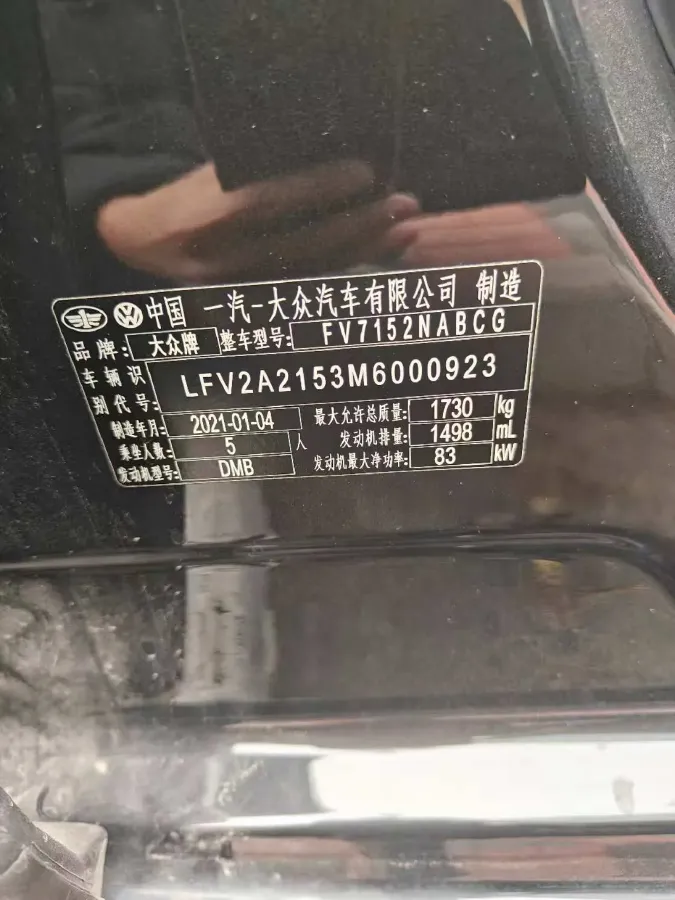 中国 一汽-大众汽车有限公司 制造
品牌: 大众牌 整车型号: FV7152NABCG
车辆识别代号: LFV2A2153M6000923
制造年月: 2021-01-04 最大允许总质量: 1730 kg
乘坐人数: 5 人 发动机排量: 1498 mL
发动机型号: DMB 发动机最大净功率: 83 kW